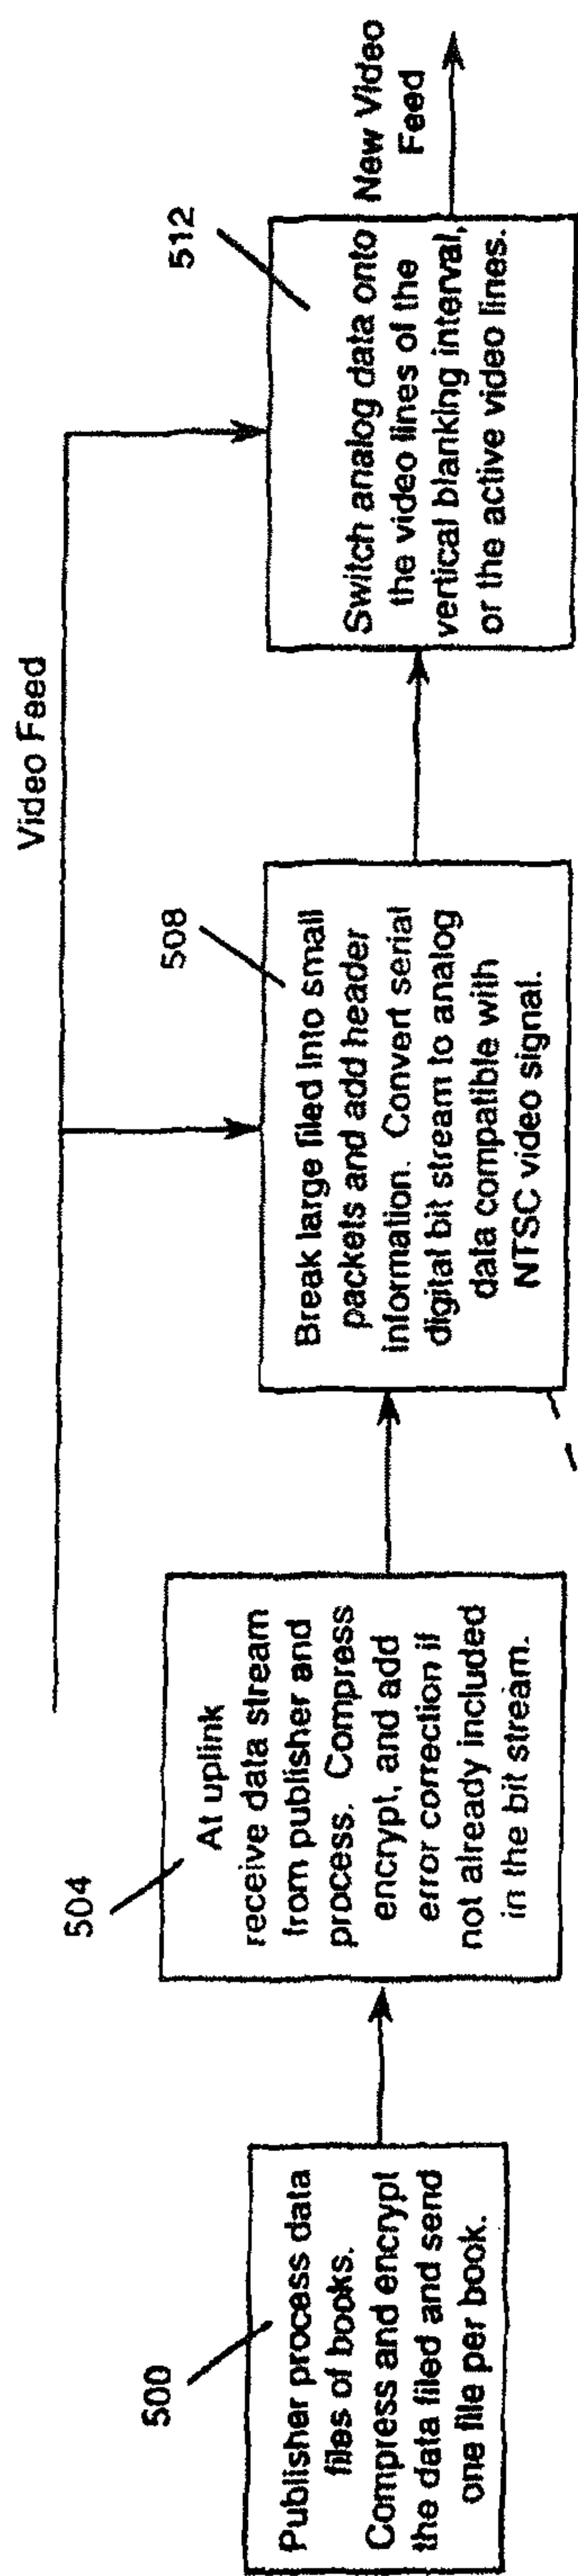 Video Feed
500
Publisher process data
files of books.
Compress and encrypt
the data filed and send
one file per book.
504
At uplink
receive data stream
from publisher and
process. Compress
encrypt, and add
error correction if
not already included
in the bit stream.
508
Break large filed into small
packets and add header
information. Convert serial
digital bit stream to analog
data compatible with
NTSC video signal.
512
Switch analog data onto
the video lines of the
vertical blanking interval,
or the active video lines.
New Video
Feed